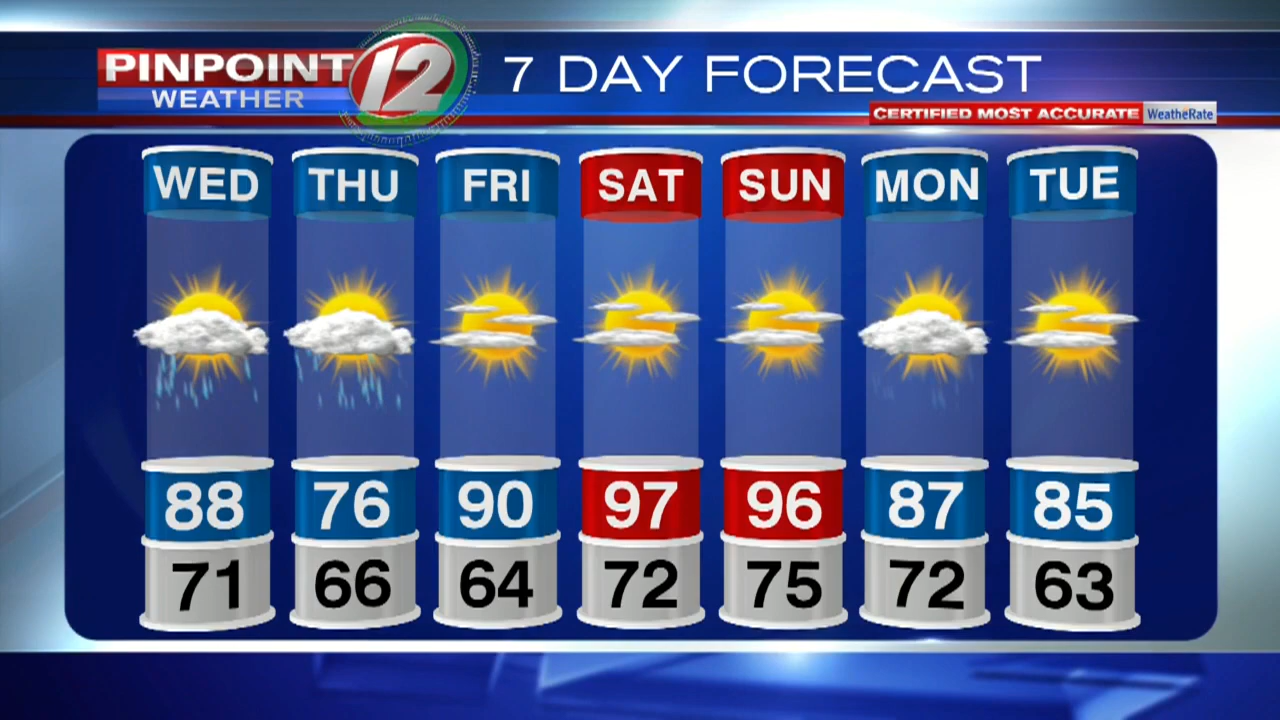 PINPOINT 12 7 DAY FORECAST
WEATHER
CERTIFIED MOST ACCURATE WeatheRate
WED THU FRI SAT SUN MON TUE
88 76 90 97 96 87 85
71 66 64 72 75 72 63